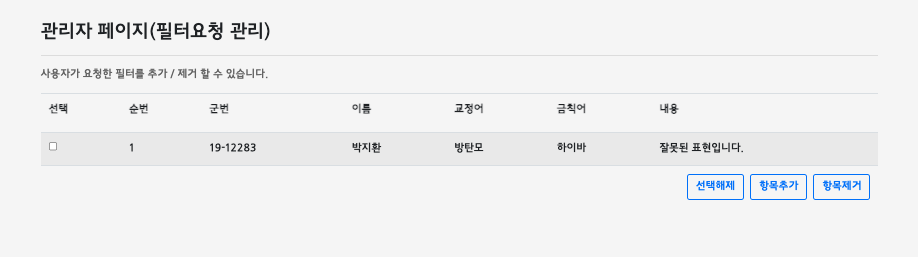 관리자 페이지(필터요청 관리)
사용자가 요청한 필터를 추가 / 제거 할 수 있습니다.
선택 순번 군번 이름 교정어 금칙어 내용
1 19-12283 박지환 방탄모 하이바 잘못된 표현입니다.
선택해제 항목추가 항목제거